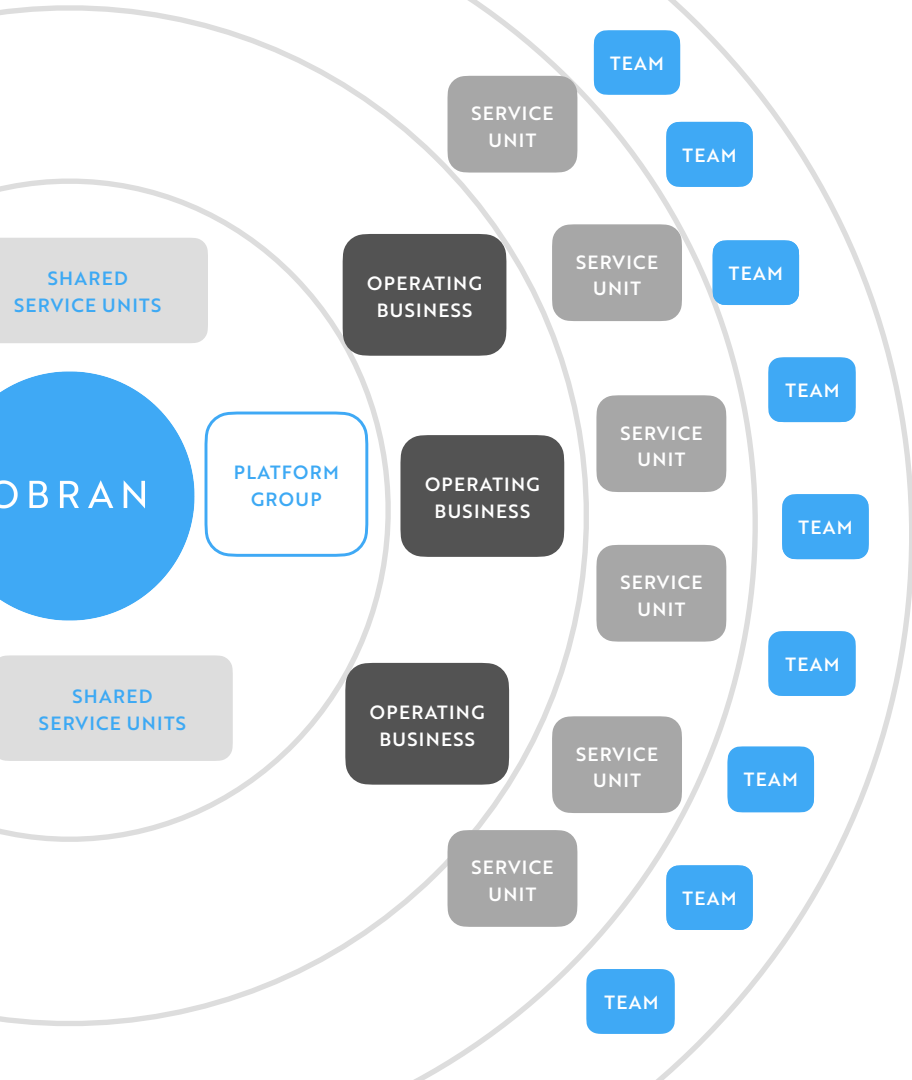 TEAM
SERVICE
UNIT
TEAM
SERVICE
UNIT
TEAM
SHARED
SERVICE UNITS
OPERATING
BUSINESS
TEAM
SERVICE
UNIT
PLATFORM
GROUP
OBRAN
OPERATING
BUSINESS
TEAM
SERVICE
UNIT
TEAM
SHARED
SERVICE UNITS
OPERATING
BUSINESS
SERVICE
UNIT
TEAM
SERVICE
UNIT
TEAM
TEAM